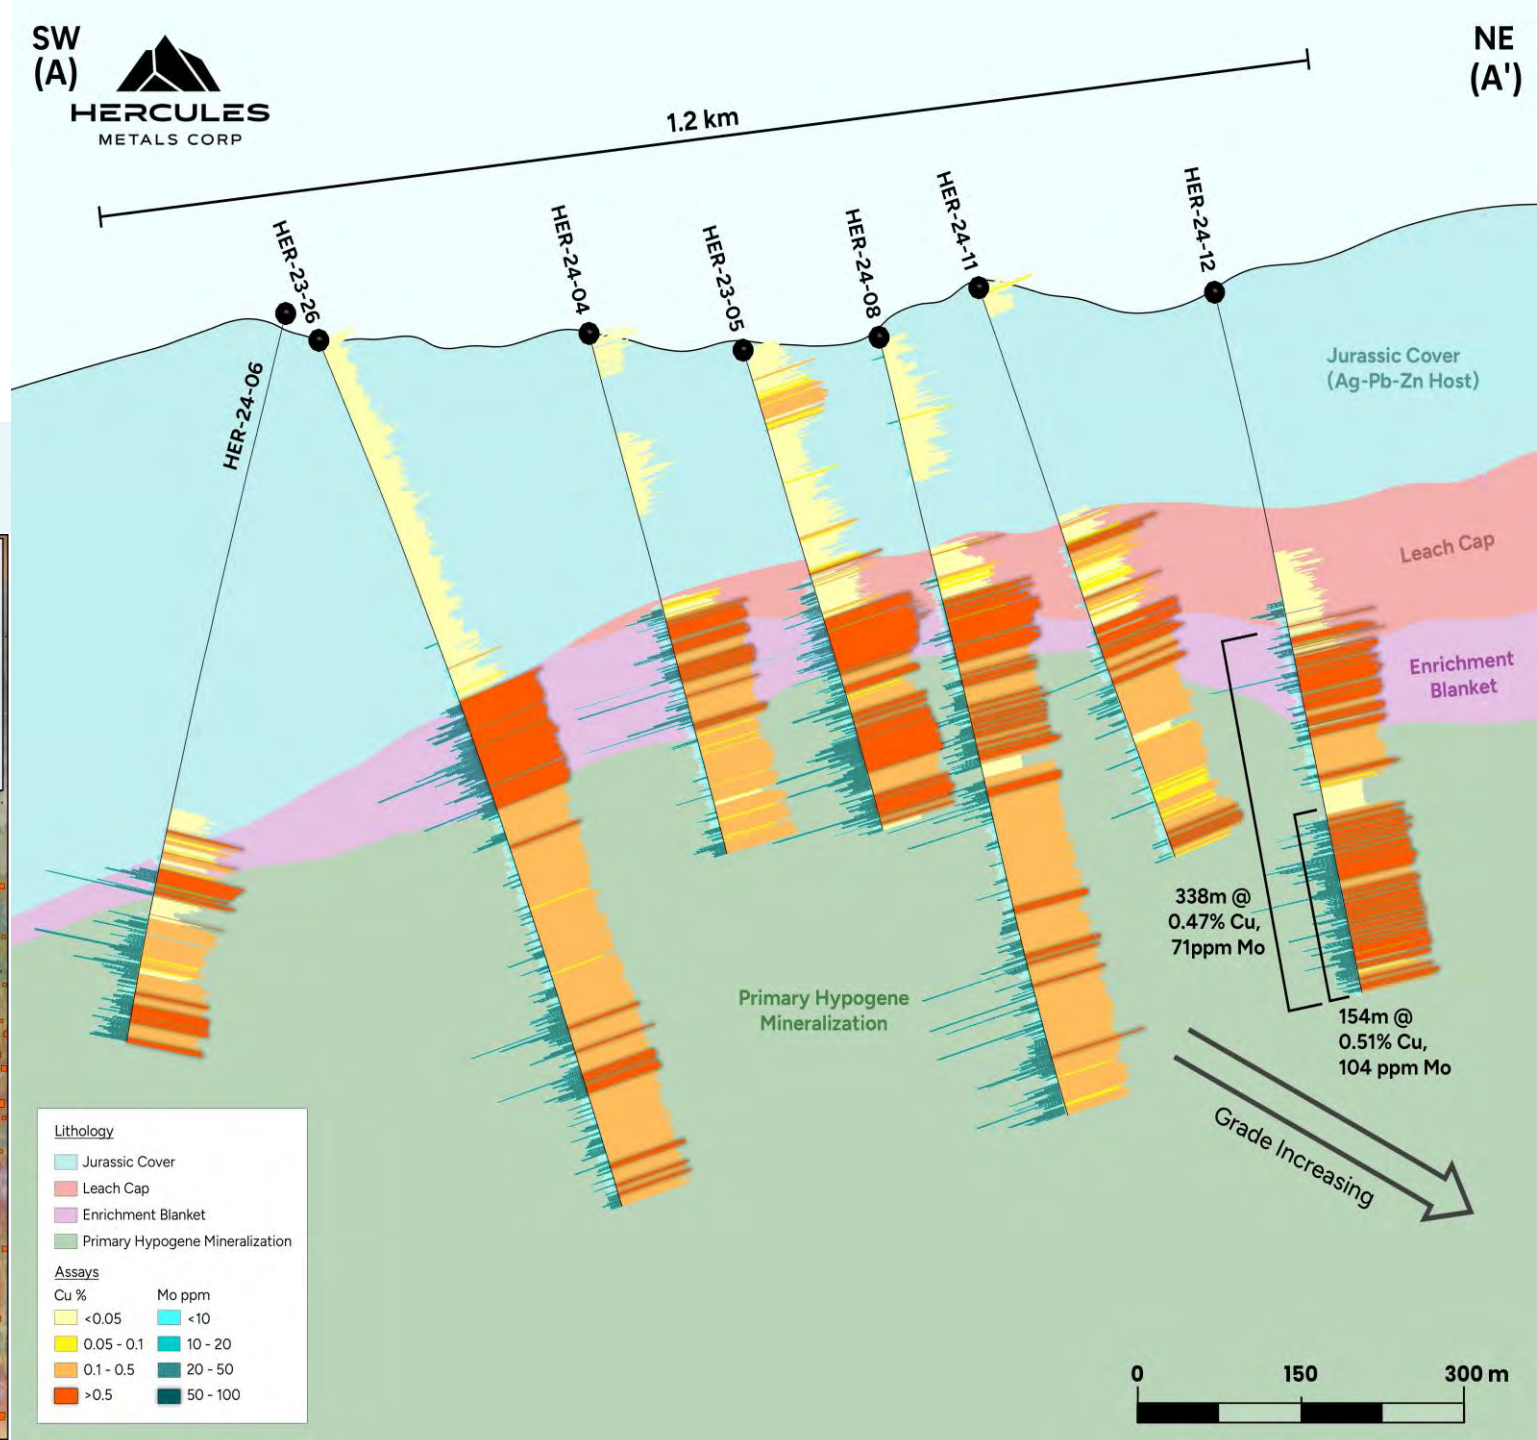 SW
(A)
HERCULES
METALS CORP
NE
(A')
1.2 km
HER-24-06
HER-23-26
HER-24-04
HER-23-05
HER-24-08
HER-24-11
HER-24-12
Jurassic Cover
(Ag-Pb-Zn Host)
Leach Cap
Enrichment
Blanket
338m @
0.47% Cu,
71ppm Mo
Primary Hypogene
Mineralization
154m @
0.51% Cu,
104 ppm Mo
Grade Increasing
Lithology
Jurassic Cover
Leach Cap
Enrichment Blanket
Primary Hypogene Mineralization
Assays
Cu % Mo ppm
<0.05 <10
0.05 - 0.1 10 - 20
0.1 - 0.5 20 - 50
>0.5 50 - 100
0 150 300 m